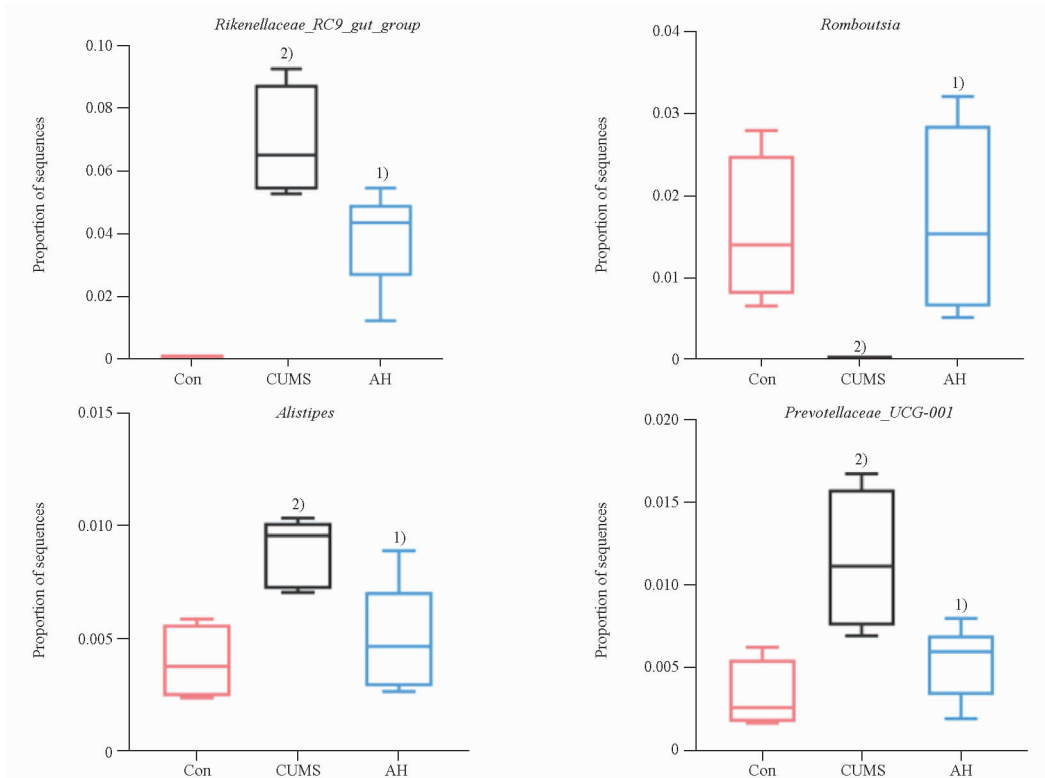 Rikenellaceae_RC9_gut_group
Proportion of sequences
0.10
0.08
0.06
0.04
0.02
0
2)
1)
Con CUMS AH
Romboutsia
Proportion of sequences
0.04
0.03
0.02
0.01
0
1)
2)
Con CUMS AH
Alistipes
Proportion of sequences
0.015
0.010
0.005
0
2)
1)
Con CUMS AH
Prevotellaceae_UCG-001
Proportion of sequences
0.020
0.015
0.010
0.005
0
2)
1)
Con CUMS AH